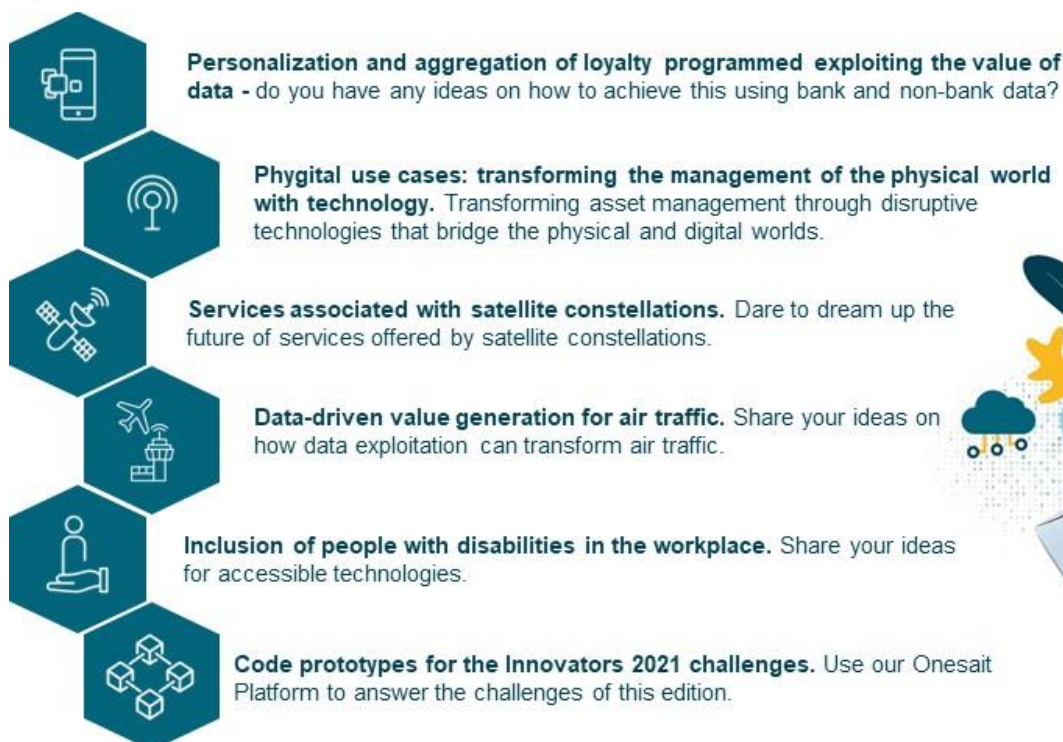 Personalization and aggregation of loyalty programmed exploiting the value of
data - do you have any ideas on how to achieve this using bank and non-bank data?
Phygital use cases: transforming the management of the physical world
with technology. Transforming asset management through disruptive
technologies that bridge the physical and digital worlds.
Services associated with satellite constellations. Dare to dream up the
future of services offered by satellite constellations.
Data-driven value generation for air traffic. Share your ideas on
how data exploitation can transform air traffic.
Inclusion of people with disabilities in the workplace. Share your ideas
for accessible technologies.
Code prototypes for the Innovators 2021 challenges. Use our Onesait
Platform to answer the challenges of this edition.